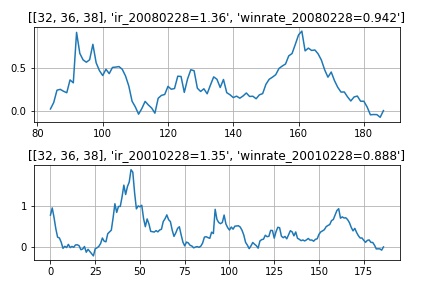 [[32, 36, 38], 'ir_20080228=1.36', 'winrate_20080228=0.942']
0.5
0.0
80 100 120 140 160 180
[[32, 36, 38], 'ir_20010228=1.35', 'winrate_20010228=0.888']
1
0
0 25 50 75 100 125 150 175